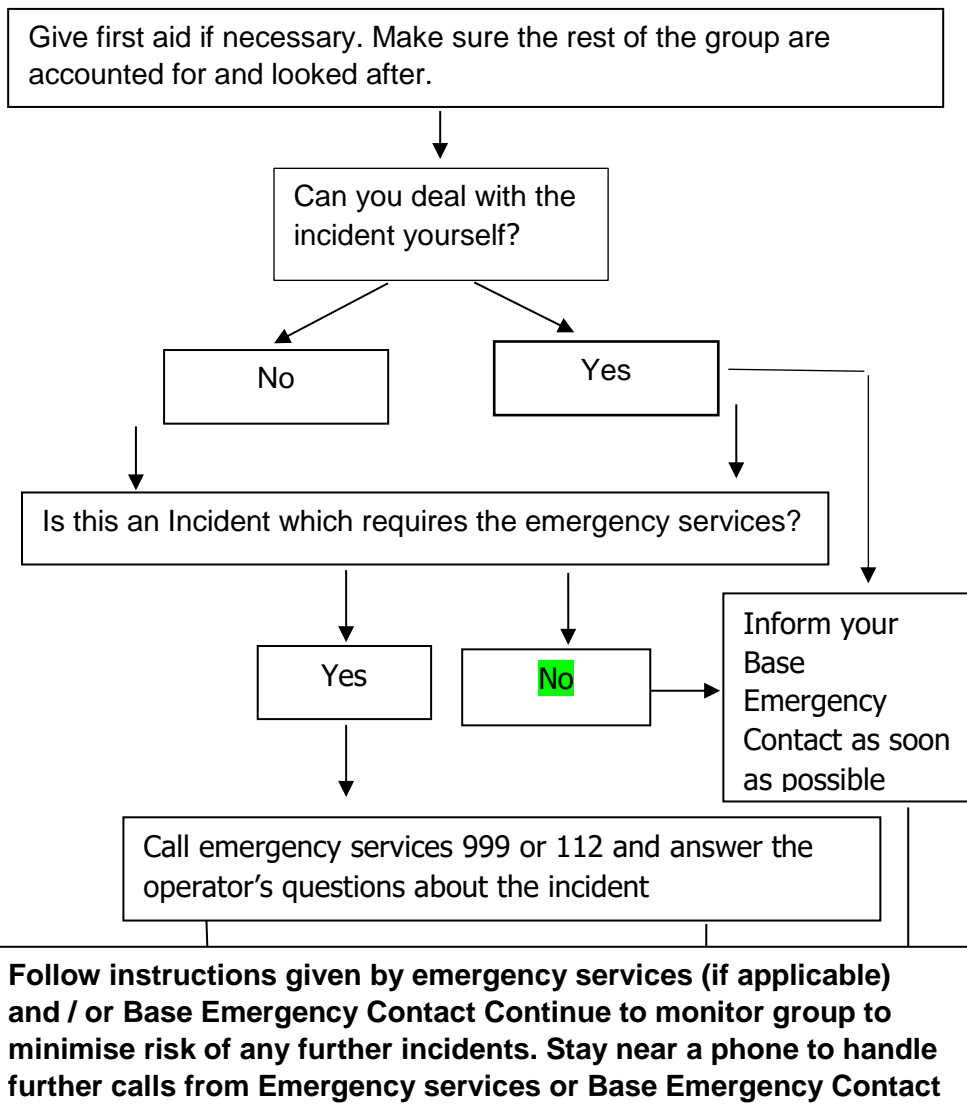 Give first aid if necessary. Make sure the rest of the group are
accounted for and looked after.
Can you deal with the
incident yourself?
No
Yes
Is this an Incident which requires the emergency services?
Yes
No
Inform your
Base
Emergency
Contact as soon
as possible
Call emergency services 999 or 112 and answer the
operator’s questions about the incident
Follow instructions given by emergency services (if applicable)
and / or Base Emergency Contact Continue to monitor group to
minimise risk of any further incidents. Stay near a phone to handle
further calls from Emergency services or Base Emergency Contact